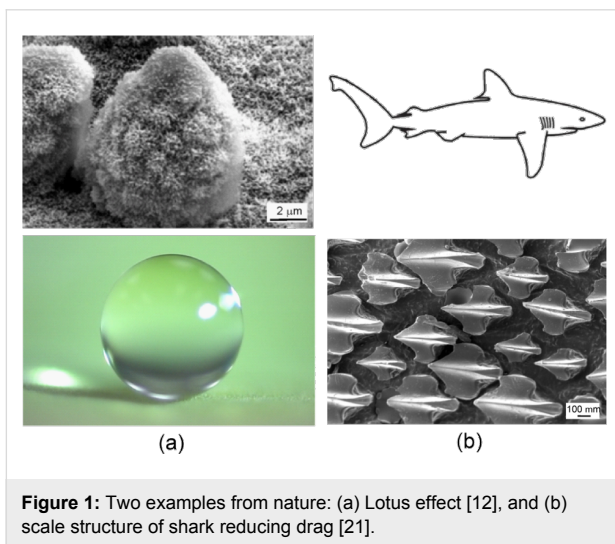 2 μm
100 mm
(a)
(b)
Figure 1: Two examples from nature: (a) Lotus effect [12], and (b)
scale structure of shark reducing drag [21].